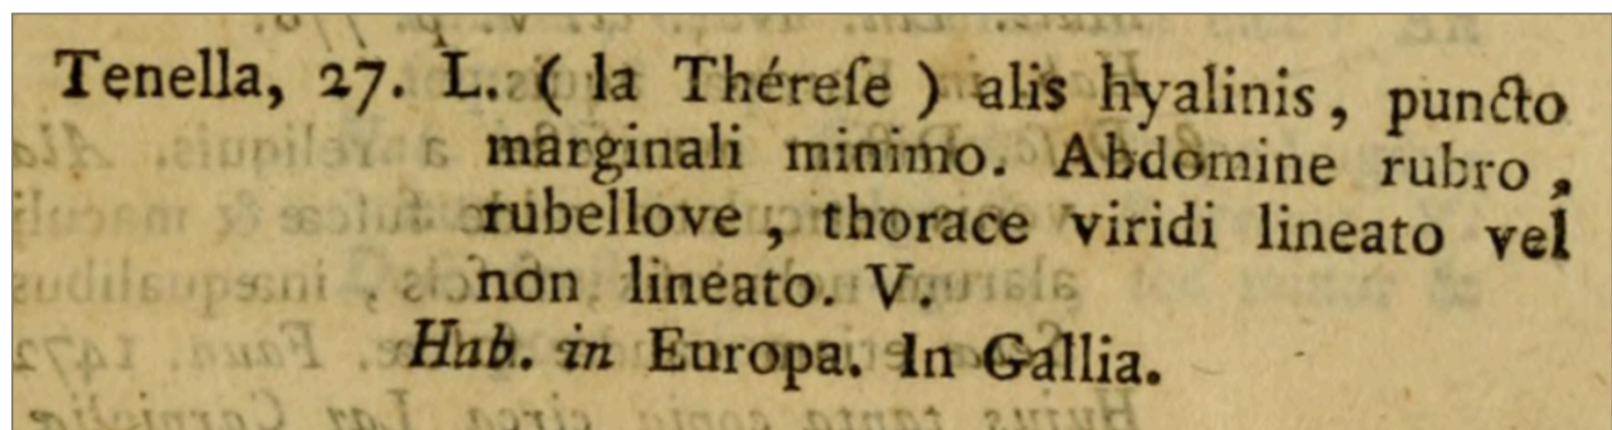 Tenella, 27. L. ( la Théreſe ) alis hyalinis, puncto
marginali minimo. Abdomine rubro,
rubellove, thorace viridi lineato vel
non lineato. V.
Hab. in Europa. In Gallia.